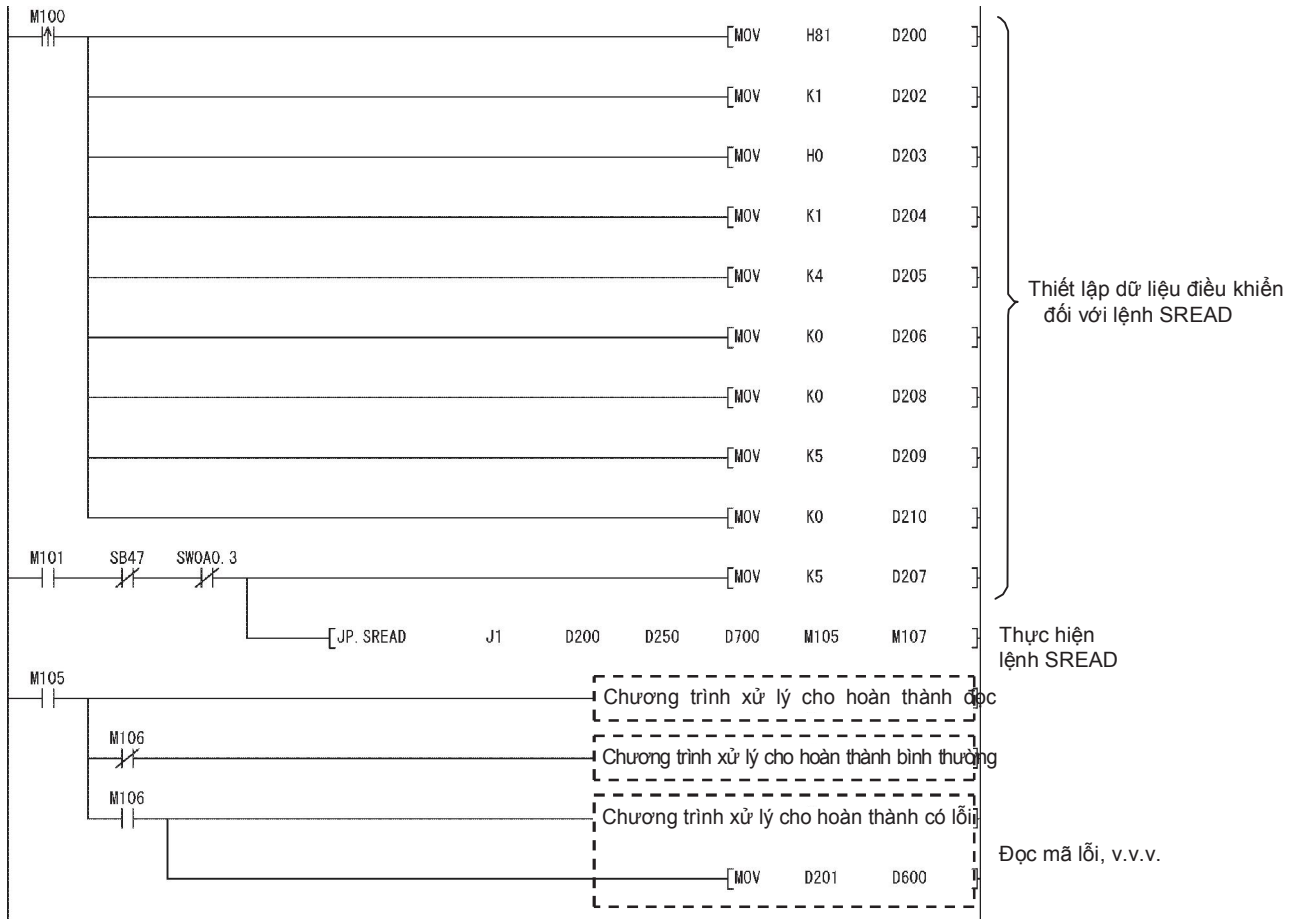 M100
MOV H81 D200
MOV K1 D202
MOV H0 D203
MOV K1 D204
MOV K4 D205
Thiết lập dữ liệu điều khiển
đối với lệnh SREAD
MOV K0 D206
MOV K0 D208
MOV K5 D209
MOV K0 D210
M101 SB47 SW0A0.3
MOV K5 D207
JP.SREAD J1 D200 D250 D700 M105 M107
Thực hiện
lệnh SREAD
M105
Chương trình xử lý cho hoàn thành đọc
M106
Chương trình xử lý cho hoàn thành bình thường
M106
Chương trình xử lý cho hoàn thành có lỗi
Đọc mã lỗi, v.v.v.
MOV D201 D600